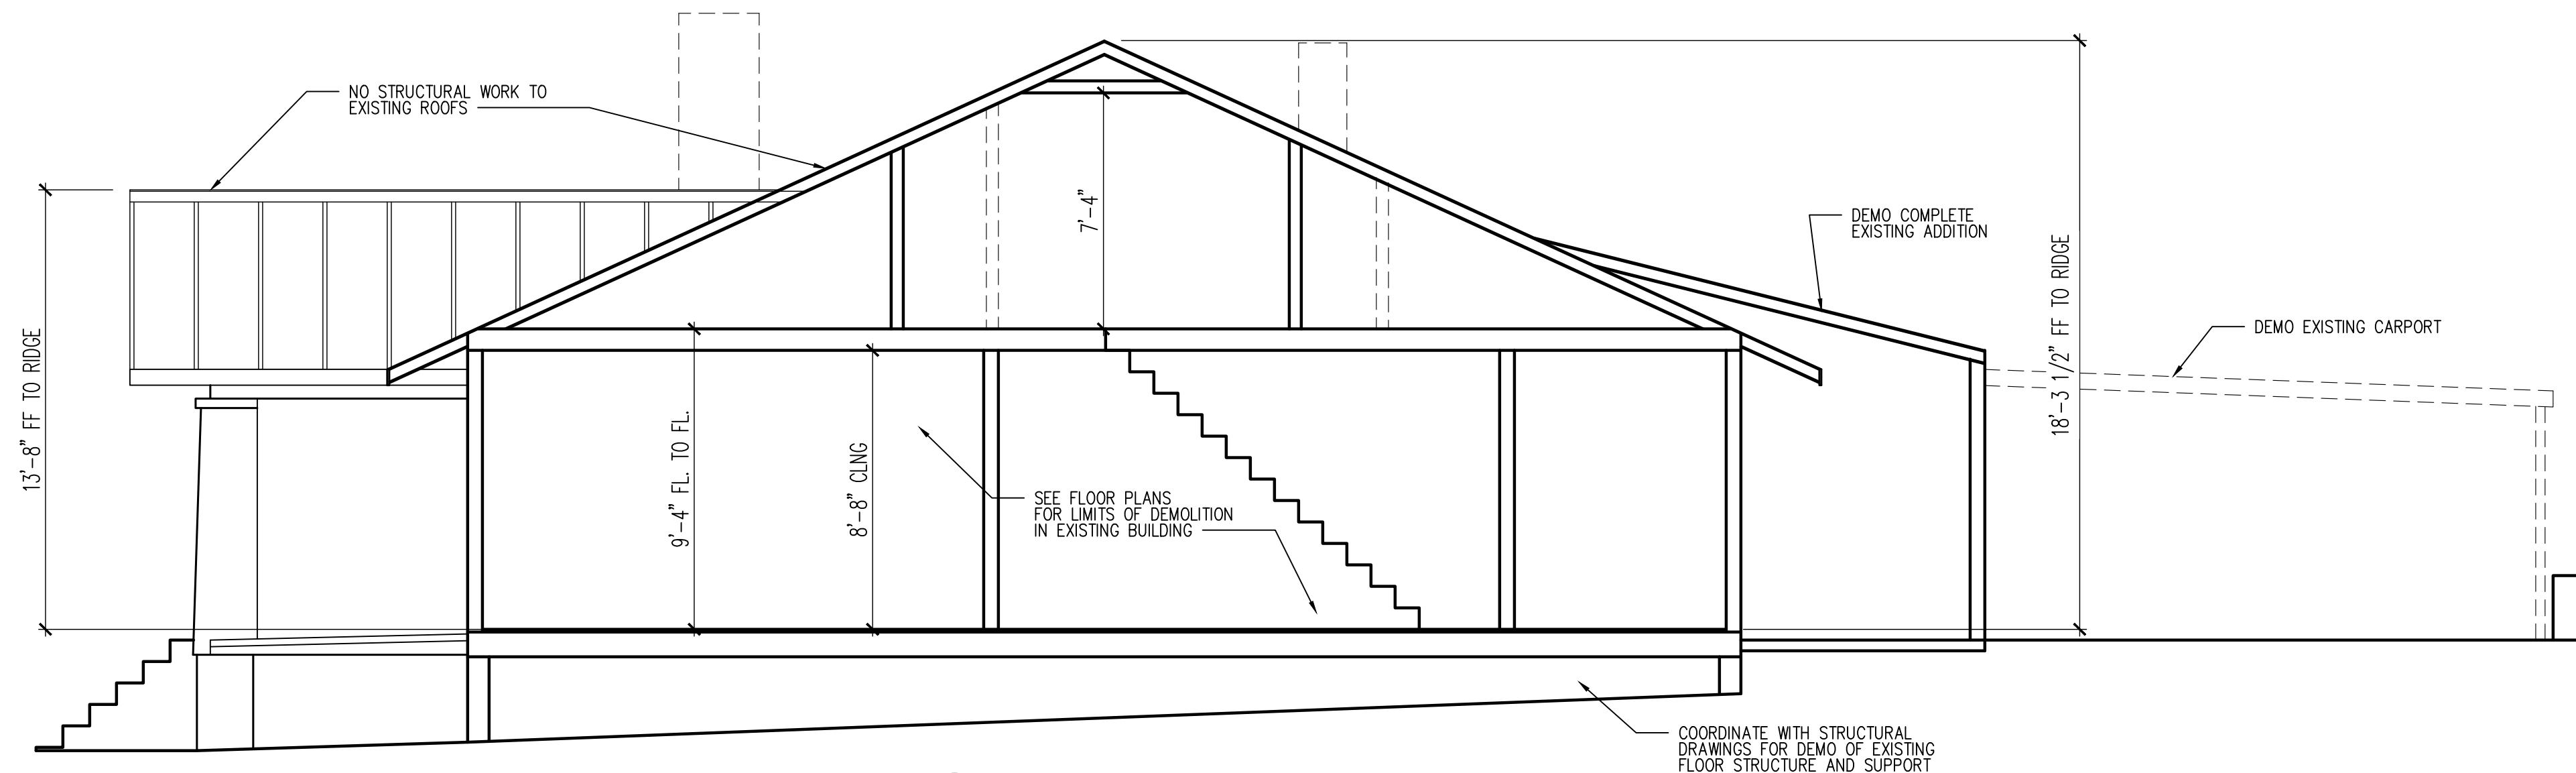 NO STRUCTURAL WORK TO
EXISTING ROOFS
7'-4"
DEMO COMPLETE
EXISTING ADDITION
18'-3 1/2" FF TO RIDGE
DEMO EXISTING CARPORT
13'-8" FF TO RIDGE
9'-4" FL. TO FL.
8'-8" CLNG
SEE FLOOR PLANS
FOR LIMITS OF DEMOLITION
IN EXISTING BUILDING
COORDINATE WITH STRUCTURAL
DRAWINGS FOR DEMO OF EXISTING
FLOOR STRUCTURE AND SUPPORT